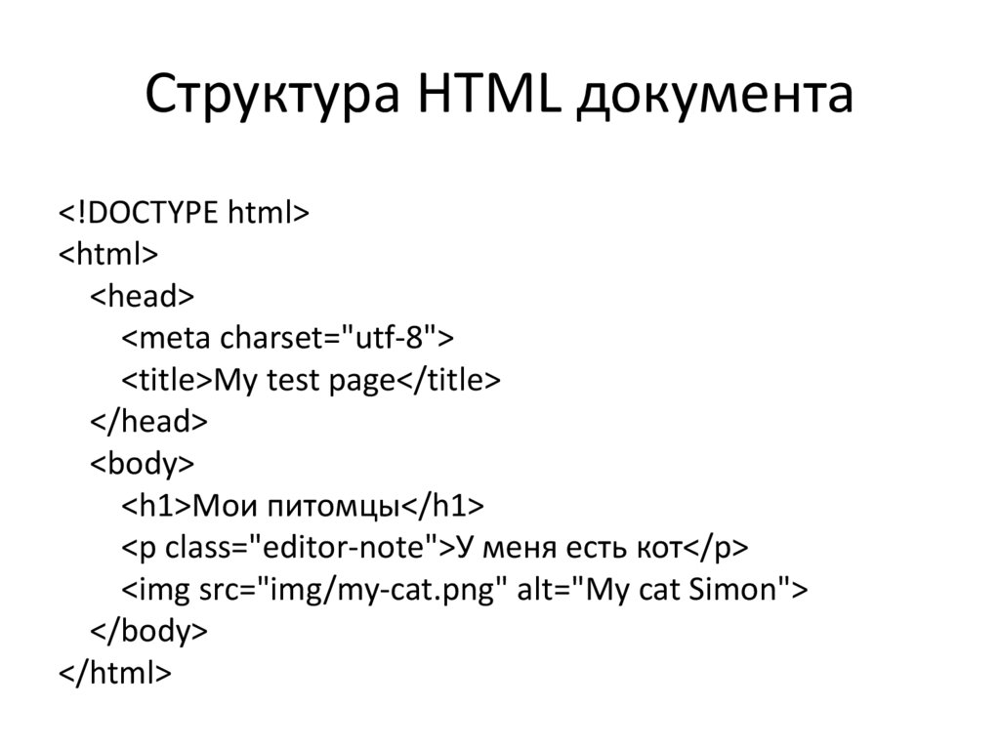 Структура HTML документа
<!DOCTYPE html>
<html>
<head>
<meta charset="utf-8">
<title>My test page</title>
</head>
<body>
<h1>Мои питомцы</h1>
<p class="editor-note">У меня есть кот</p>
<img src="img/my-cat.png" alt="My cat Simon">
</body>
</html>